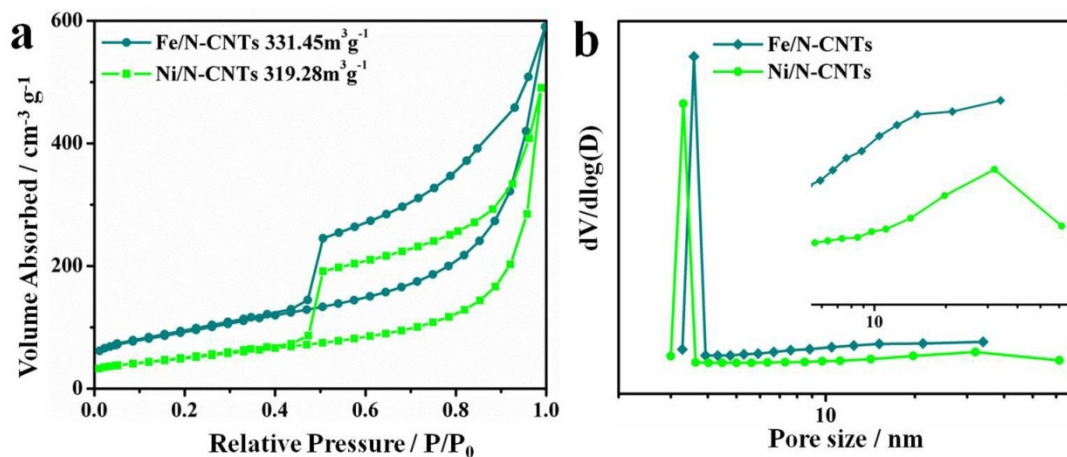 a
Fe/N-CNTs 331.45m³g⁻¹
Ni/N-CNTs 319.28m³g⁻¹
Volume Absorbed / cm⁻³ g⁻¹
600
400
200
0
0.0 0.2 0.4 0.6 0.8 1.0
Relative Pressure / P/P₀
b
Fe/N-CNTs
Ni/N-CNTs
dV/dlog(D)
10
10
Pore size / nm